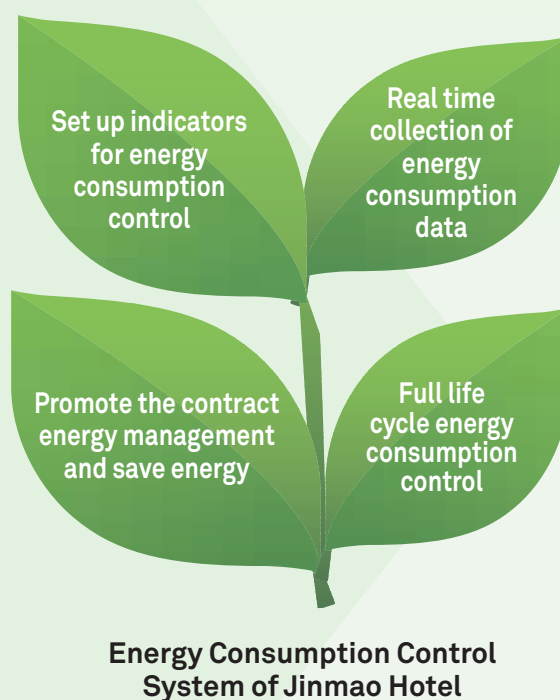 Set up indicators
for energy
consumption
control
Real time
collection of
energy
consumption
data
Promote the contract
energy management
and save energy
Full life
cycle energy
consumption
control
Energy Consumption Control
System of Jinmao Hotel